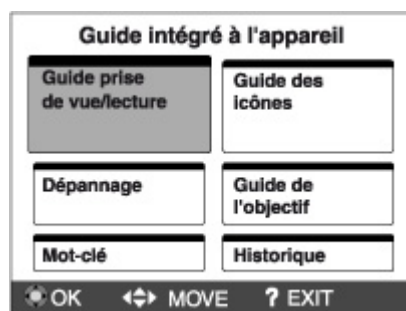 Guide intégré à l'appareil
Guide prise
de vue/lecture
Guide des
icônes
Dépannage
Guide de
l'objectif
Mot-clé
Historique
OK MOVE ? EXIT